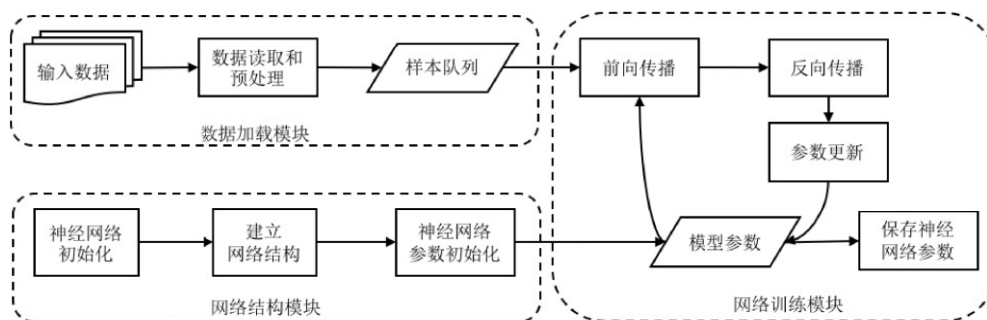 输入数据
数据读取和
预处理
样本队列
数据加载模块
神经网络
初始化
建立
网络结构
神经网络
参数初始化
网络结构模块
前向传播
反向传播
参数更新
模型参数
保存神经
网络参数
网络训练模块